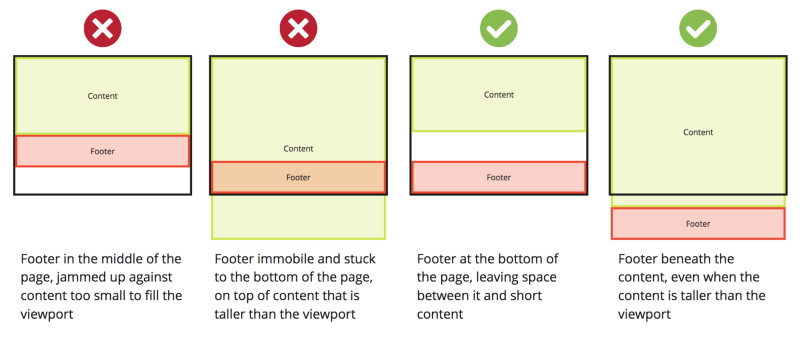 Content
Footer
Content
Footer
Content
Footer
Content
Footer
Footer in the middle of the
page, jammed up against
content too small to fill the
viewport
Footer immobile and stuck
to the bottom of the page,
on top of content that is
taller than the viewport
Footer at the bottom of
the page, leaving space
between it and short
content
Footer beneath the
content, even when the
content is taller than the
viewport